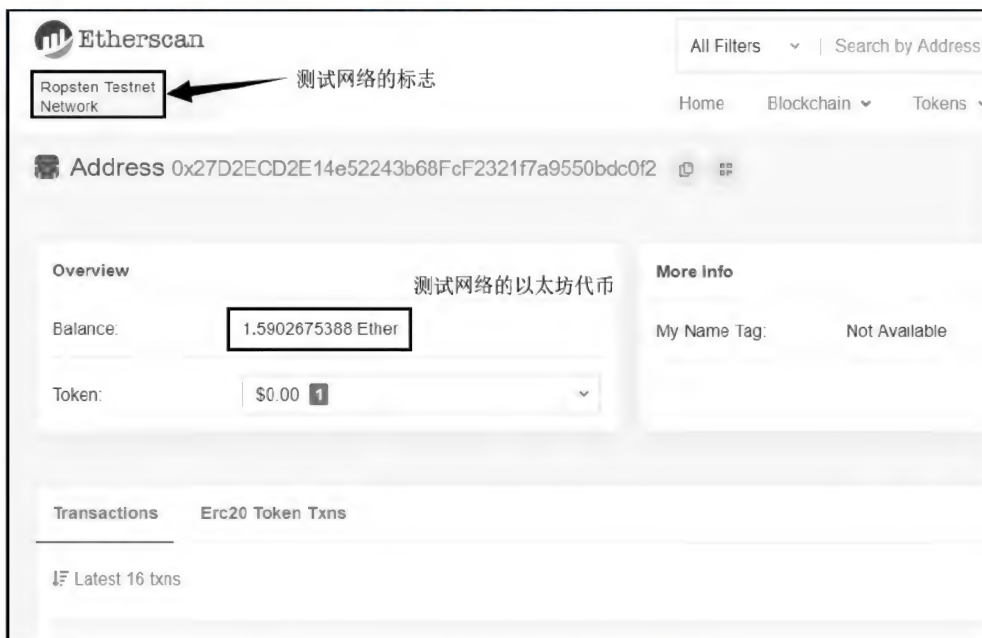 Etherscan
All Filters | Search by Address
Ropsten Testnet
Network
测试网络的标志
Home Blockchain Tokens
Address 0x27D2ECD2E14e52243b68FcF2321f7a9550bdc0f2
Overview
测试网络的以太坊代币
More Info
Balance: 1.5902675388 Ether
My Name Tag: Not Available
Token: $0.00 1
Transactions Erc20 Token Txns
Latest 16 txns